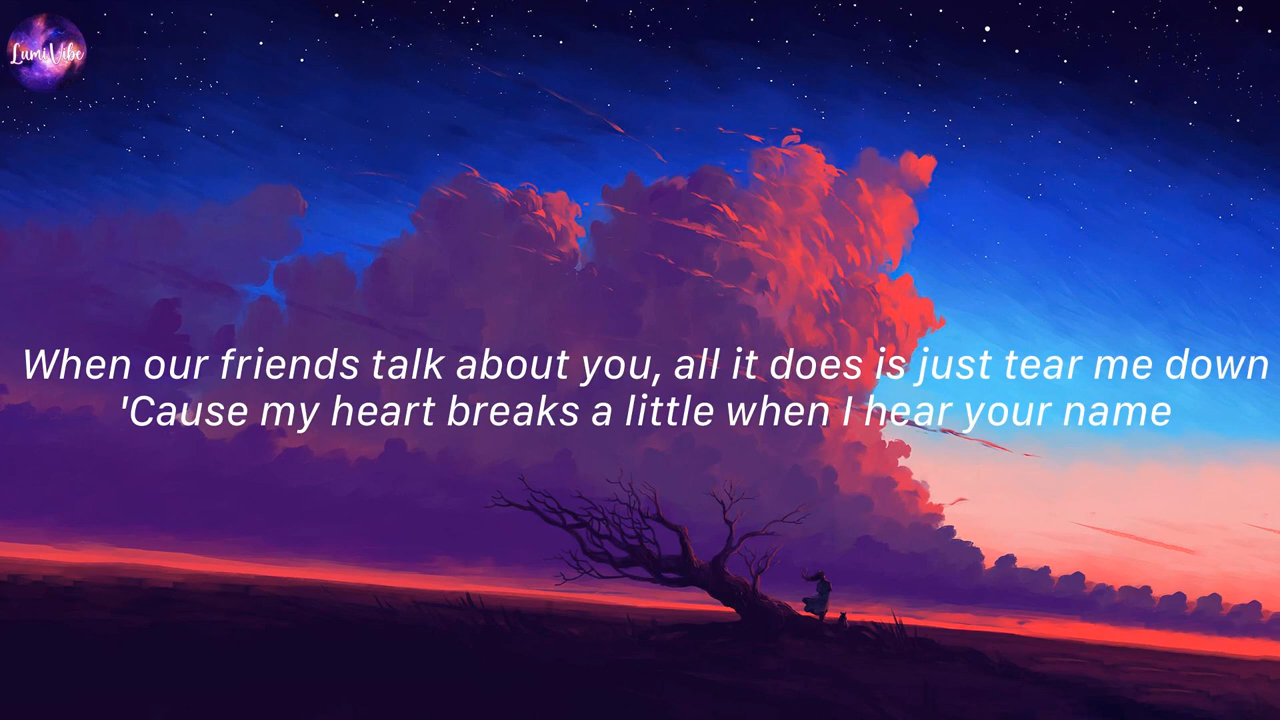 LumiVibe
When our friends talk about you, all it does is just tear me down
'Cause my heart breaks a little when I hear your name